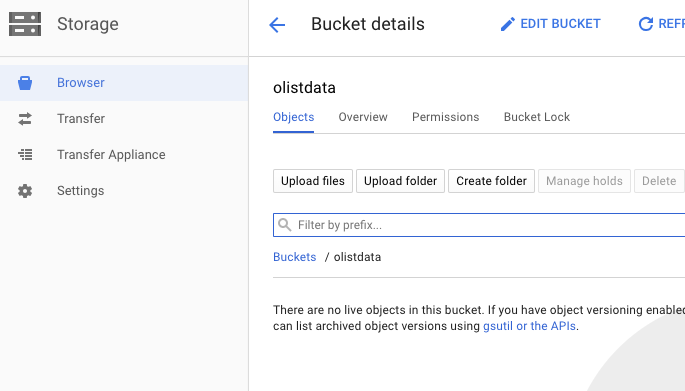 Storage
Bucket details
EDIT BUCKET
REFR
Browser
Transfer
Transfer Appliance
Settings
olistdata
Objects Overview Permissions Bucket Lock
Upload files Upload folder Create folder Manage holds Delete
Filter by prefix...
Buckets / olistdata
There are no live objects in this bucket. If you have object versioning enabled
can list archived object versions using gsutil or the APIs.